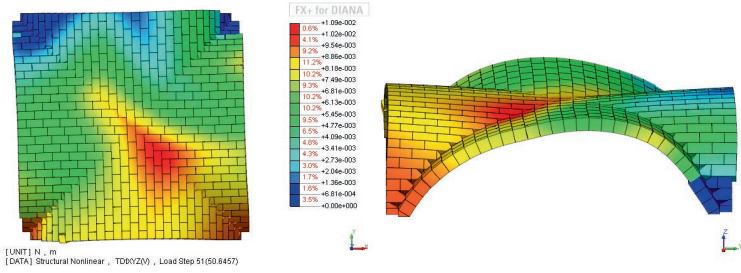 FX+ for DIANA
+1.09e-002
0.6%
+1.02e-002
4.1%
+9.54e-003
9.2%
+8.86e-003
11.2%
+8.18e-003
10.2%
+7.49e-003
9.3%
+6.81e-003
10.2%
+6.13e-003
10.2%
+5.45e-003
9.5%
+4.77e-003
6.5%
+4.09e-003
4.8%
+3.41e-003
4.3%
+2.73e-003
3.0%
+2.04e-003
1.7%
+1.36e-003
1.6%
+6.81e-004
3.5%
+0.00e+000
[UNIT] N , m
[DATA] Structural Nonlinear , TDtXYZ(V) , Load Step 51(50.6457)
Y
Z
X
Z
X
Y